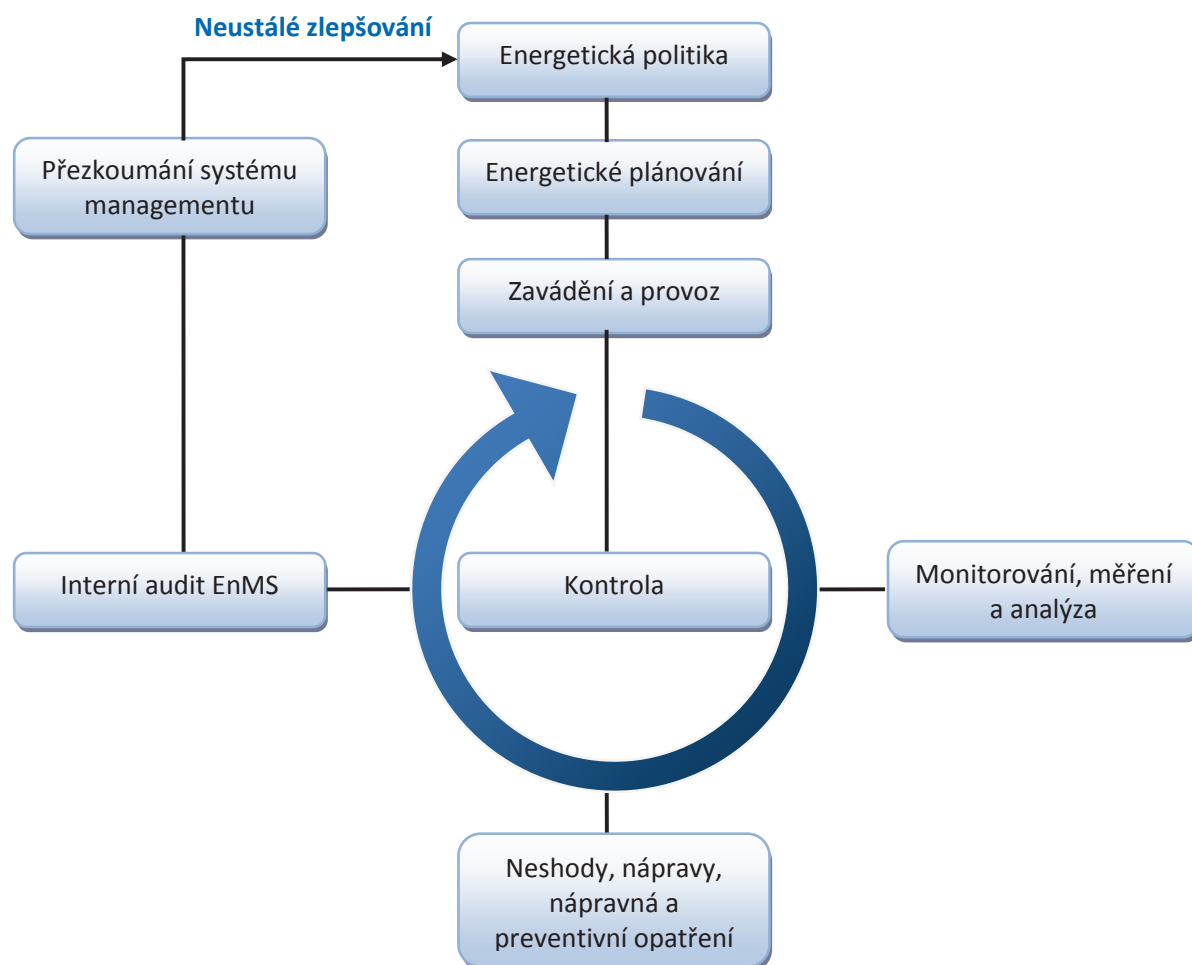 Neustálé zlepšování
Energetická politika
Přezkoumání systému
managementu
Energetické plánování
Zavádění a provoz
Interní audit EnMS
Kontrola
Monitorování, měření
a analýza
Neshody, nápravy,
nápravná a
preventivní opatření